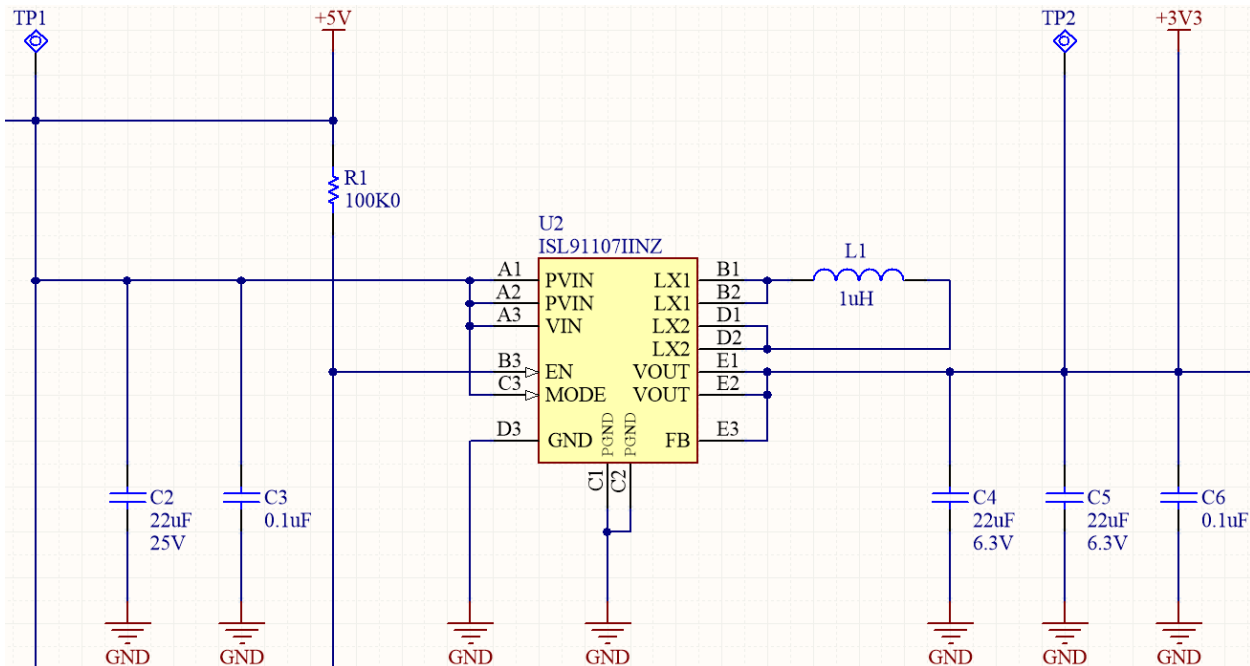 TP1
+5V
TP2
+3V3
R1
100K0
U2
ISL91107IINZ
L1
1uH
A1
PVIN
LX1
B1
A2
PVIN
LX1
B2
A3
VIN
LX2
D1
LX2
D2
B3
EN
VOUT
E1
C3
MODE
VOUT
E2
D3
GND
PGND
PGND
FB
E3
C1
C2
C2
22uF
25V
C3
0.1uF
C4
22uF
6.3V
C5
22uF
6.3V
C6
0.1uF
GND
GND
GND
GND
GND
GND
GND